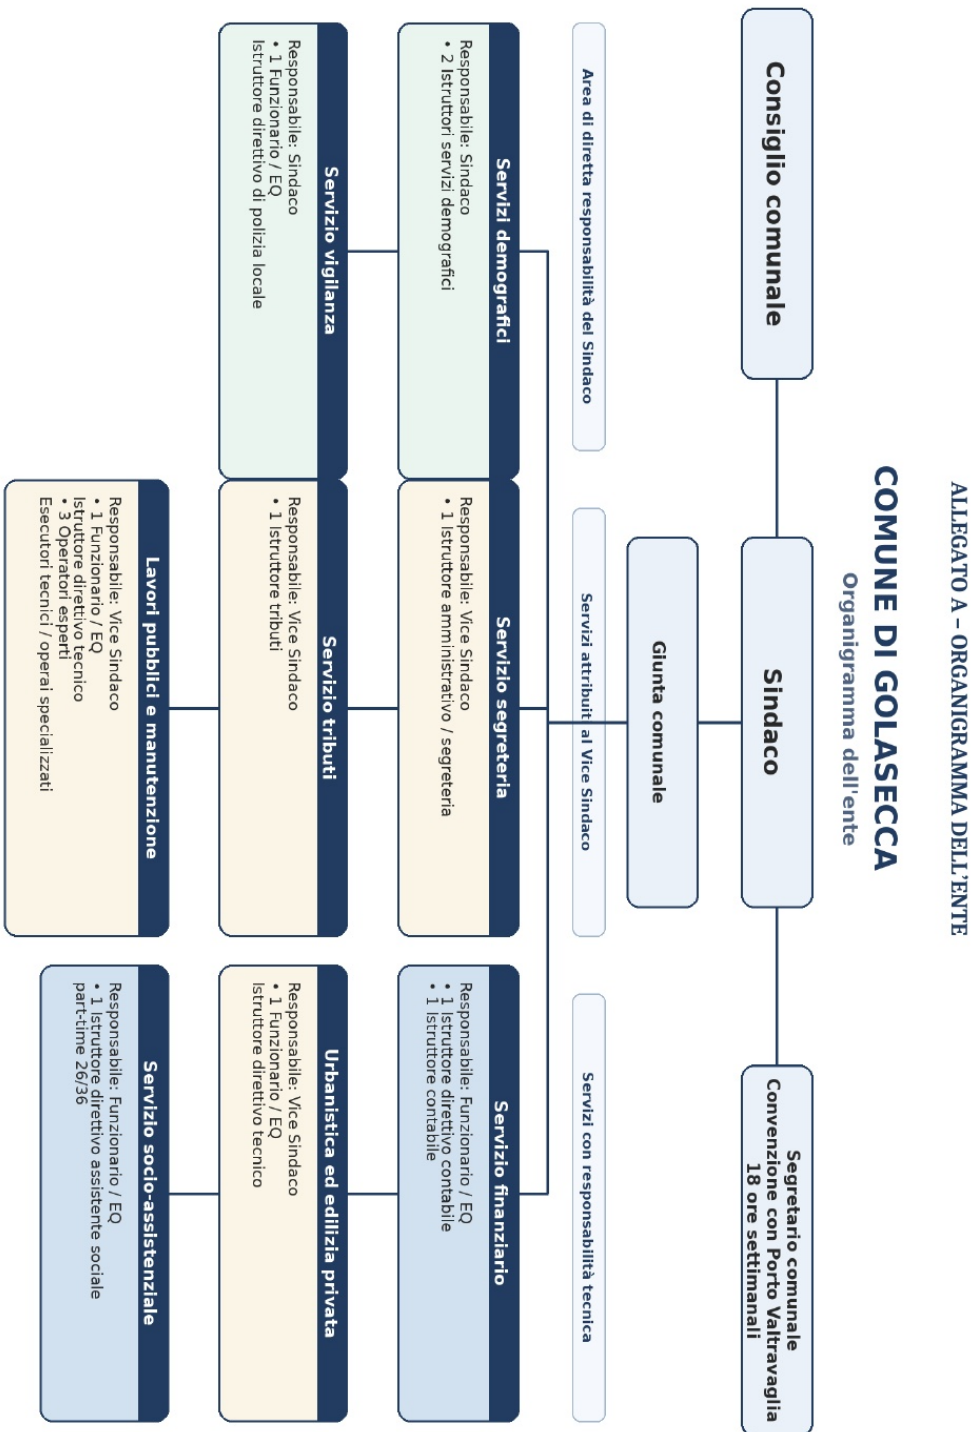 ALLEGATO A – ORGANIGRAMMA DELL'ENTE
COMUNE DI GOLASECCA
Organigramma dell'ente
Consiglio comunale
Sindaco
Segretario comunale
Convenzione con Porto Valtravaglia
18 ore settimanali
Giunta comunale
Area di diretta responsabilità del Sindaco
Servizi attribuiti al Vice Sindaco
Servizi con responsabilità tecnica
Servizi demografici
Responsabile: Sindaco
• 2 Istruttori servizi demografici
Servizio segreteria
Responsabile: Vice Sindaco
• 1 Istruttore amministrativo / segreteria
Servizio finanziario
Responsabile: Funzionario / EQ
• 1 Istruttore direttivo contabile
• 1 Istruttore contabile
Servizio vigilanza
Responsabile: Sindaco
• 1 Funzionario / EQ
Istruttore direttivo di polizia locale
Servizio tributi
Responsabile: Vice Sindaco
• 1 Istruttore tributi
Urbanistica ed edilizia privata
Responsabile: Vice Sindaco
• 1 Funzionario / EQ
Istruttore direttivo tecnico
Lavori pubblici e manutenzione
Responsabile: Vice Sindaco
• 1 Funzionario / EQ
Istruttore direttivo tecnico
• 3 Operatori esperti
Esecutori tecnici / operai specializzati
Servizio socio-assistenziale
Responsabile: Funzionario / EQ
• 1 Istruttore direttivo assistente sociale
part-time 26/36